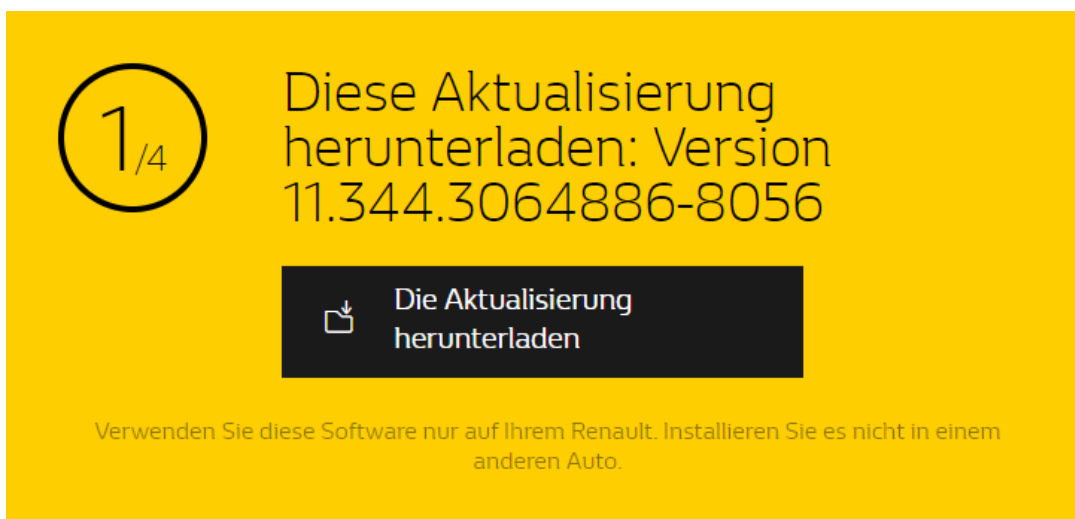 1/4
Diese Aktualisierung
herunterladen: Version
11.344.3064886-8056
Die Aktualisierung
herunterladen
Verwenden Sie diese Software nur auf Ihrem Renault. Installieren Sie es nicht in einem
anderen Auto.